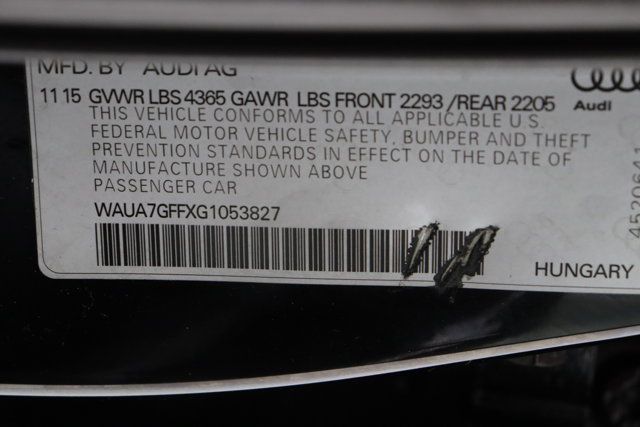 MFD. BY AUDI AG
11 15 GVWR LBS 4365 GAWR LBS FRONT 2293 /REAR 2205
Audi
THIS VEHICLE CONFORMS TO ALL APPLICABLE U.S.
FEDERAL MOTOR VEHICLE SAFETY, BUMPER AND THEFT
PREVENTION STANDARDS IN EFFECT ON THE DATE OF
MANUFACTURE SHOWN ABOVE
PASSENGER CAR
WAUA7GFFXG1053827
HUNGARY